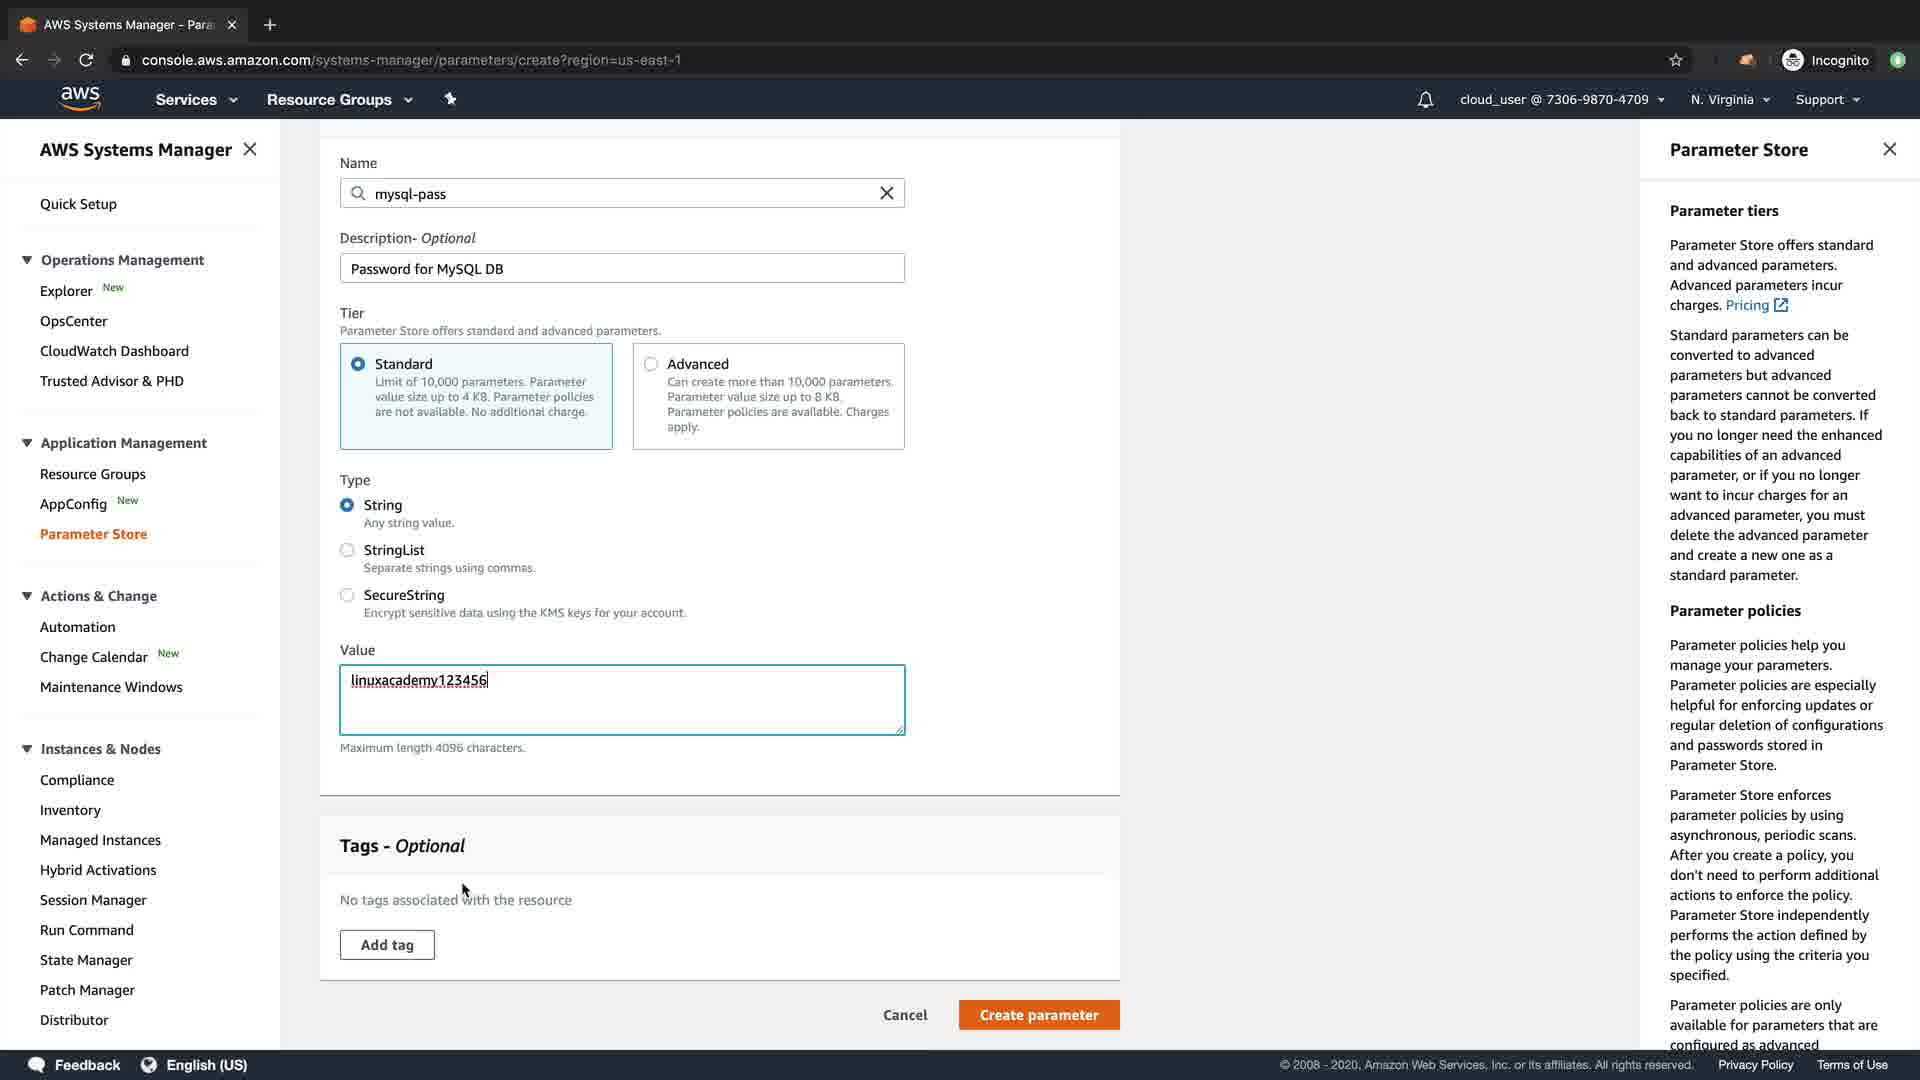 AWS Systems Manager - Para
console.aws.amazon.com/systems-manager/parameters/create?region=us-east-1
Incognito
aws
Services
Resource Groups
cloud_user @ 7306-9870-4709
N. Virginia
Support
AWS Systems Manager
Quick Setup
Operations Management
Explorer New
OpsCenter
CloudWatch Dashboard
Trusted Advisor & PHD
Application Management
Resource Groups
AppConfig New
Parameter Store
Actions & Change
Automation
Change Calendar New
Maintenance Windows
Instances & Nodes
Compliance
Inventory
Managed Instances
Hybrid Activations
Session Manager
Run Command
State Manager
Patch Manager
Distributor
Name
mysql-pass
Description- Optional
Password for MySQL DB
Tier
Parameter Store offers standard and advanced parameters.
Standard
Limit of 10,000 parameters. Parameter
value size up to 4 KB. Parameter policies
are not available. No additional charge.
Advanced
Can create more than 10,000 parameters.
Parameter value size up to 8 KB.
Parameter policies are available. Charges
apply.
Type
String
Any string value.
StringList
Separate strings using commas.
SecureString
Encrypt sensitive data using the KMS keys for your account.
Value
linuxacademy123456
Maximum length 4096 characters.
Tags - Optional
No tags associated with the resource
Add tag
Cancel
Create parameter
Parameter Store
Parameter tiers
Parameter Store offers standard
and advanced parameters.
Advanced parameters incur
charges. Pricing
Standard parameters can be
converted to advanced
parameters but advanced
parameters cannot be converted
back to standard parameters. If
you no longer need the enhanced
capabilities of an advanced
parameter, or if you no longer
want to incur charges for an
advanced parameter, you must
delete the advanced parameter
and create a new one as a
standard parameter.
Parameter policies
Parameter policies help you
manage your parameters.
Parameter policies are especially
helpful for enforcing updates or
regular deletion of configurations
and passwords stored in
Parameter Store.
Parameter Store enforces
parameter policies by using
asynchronous, periodic scans.
After you create a policy, you
don't need to perform additional
actions to enforce the policy.
Parameter Store independently
performs the action defined by
the policy using the criteria you
specified.
Parameter policies are only
available for parameters that are
configured as advanced
Feedback
English (US)
© 2008 - 2020, Amazon Web Services, Inc. or its affiliates. All rights reserved.
Privacy Policy
Terms of Use